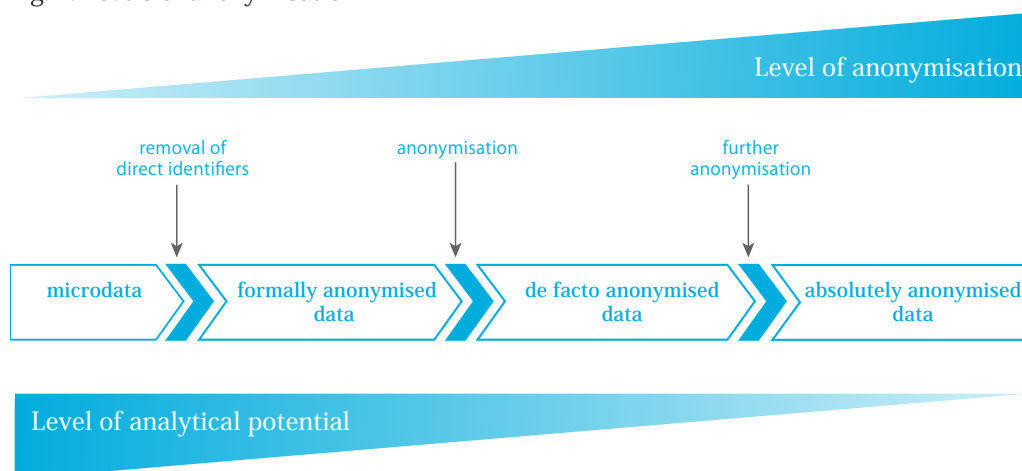 Level of anonymisation
removal of
direct identifiers
anonymisation
further
anonymisation
microdata
formally anonymised
data
de facto anonymised
data
absolutely anonymised
data
Level of analytical potential